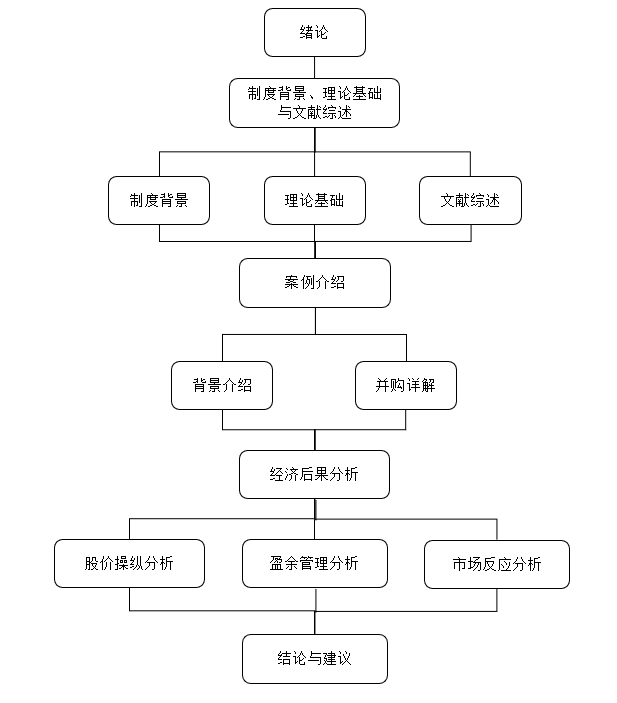 绪论
制度背景、理论基础
与文献综述
制度背景
理论基础
文献综述
案例介绍
背景介绍
并购详解
经济后果分析
股价操纵分析
盈余管理分析
市场反应分析
结论与建议